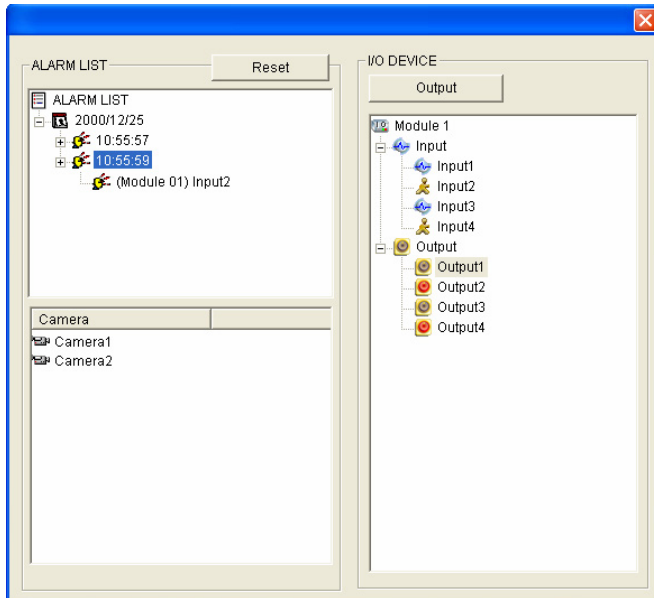 ALARM LIST
Reset
ALARM LIST
2000/12/25
10:55:57
10:55:59
(Module 01) Input2
Camera
Camera1
Camera2
I/O DEVICE
Output
Module 1
Input
Input1
Input2
Input3
Input4
Output
Output1
Output2
Output3
Output4